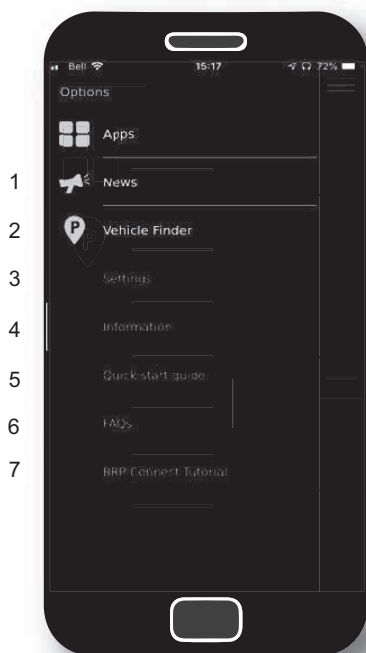 Bell 15:17 72%
Options
Apps
1 News
2 P Vehicle Finder
3 Settings
4 Information
5 Quick start guide
6 FAQs
7 BRP Connect Tutorial